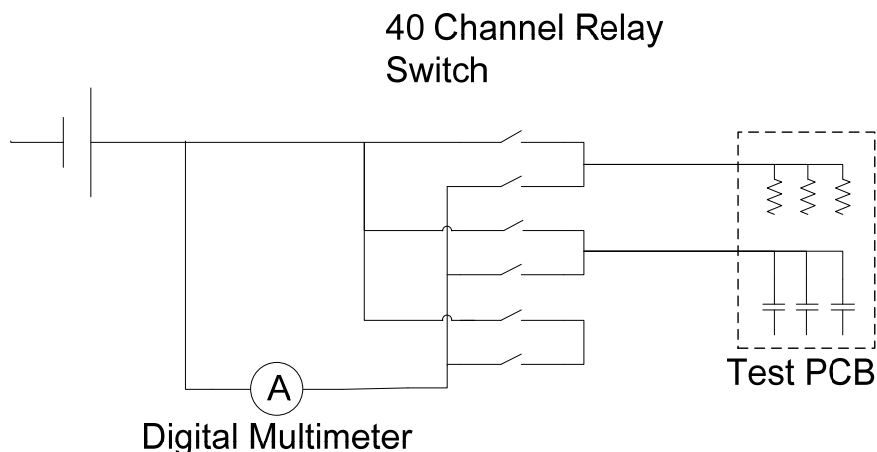 40 Channel Relay
Switch
A
Test PCB
Digital Multimeter